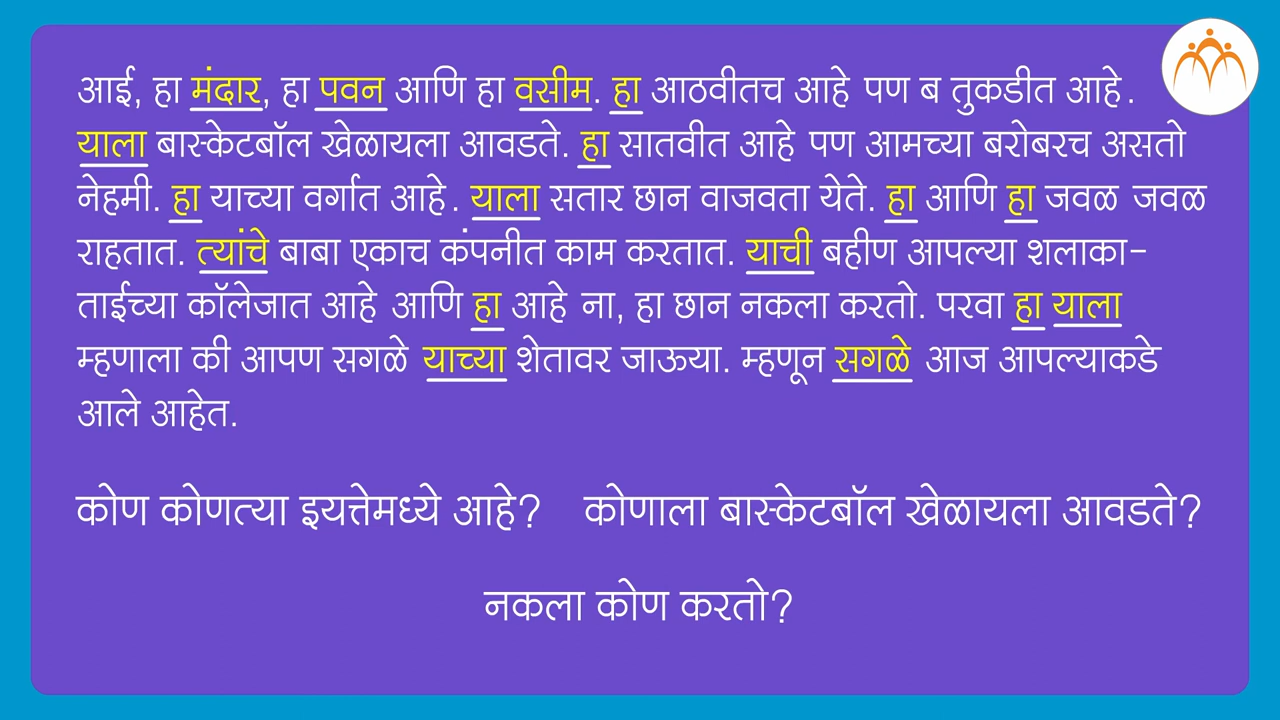 आई, हा मंदार, हा पवन आणि हा वसीम. हा आठवीतच आहे पण ब तुकडीत आहे.
याला बास्केटबॉल खेळायला आवडते. हा सातवीत आहे पण आमच्या बरोबरच असतो
नेहमी. हा याच्या वर्गात आहे. याला सतार छान वाजवता येते. हा आणि हा जवळ जवळ
राहतात. त्यांचे बाबा एकाच कंपनीत काम करतात. याची बहीण आपल्या शलाका-
ताईच्या कॉलेजात आहे आणि हा आहे ना, हा छान नकला करतो. परवा हा याला
म्हणाला की आपण सगळे याच्या शेतावर जाऊया. म्हणून सगळे आज आपल्याकडे
आले आहेत.
कोण कोणत्या इयत्तेमध्ये आहे? कोणाला बास्केटबॉल खेळायला आवडते?
नकला कोण करतो?